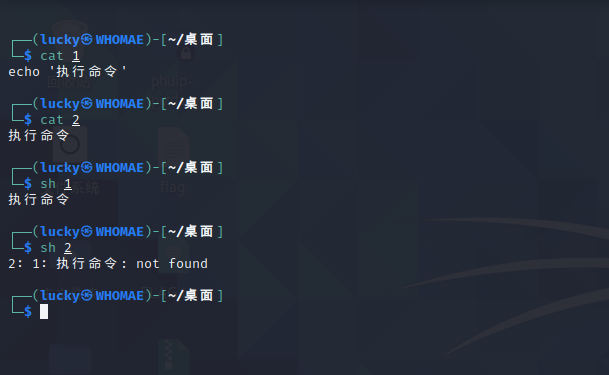 ┌──(lucky㉿WHOMAE)-[~/桌面]
└─$ cat 1
echo '执行命令'
┌──(lucky㉿WHOMAE)-[~/桌面]
└─$ cat 2
执行命令
┌──(lucky㉿WHOMAE)-[~/桌面]
└─$ sh 1
执行命令
┌──(lucky㉿WHOMAE)-[~/桌面]
└─$ sh 2
2: 1: 执行命令: not found
┌──(lucky㉿WHOMAE)-[~/桌面]
└─$
flag